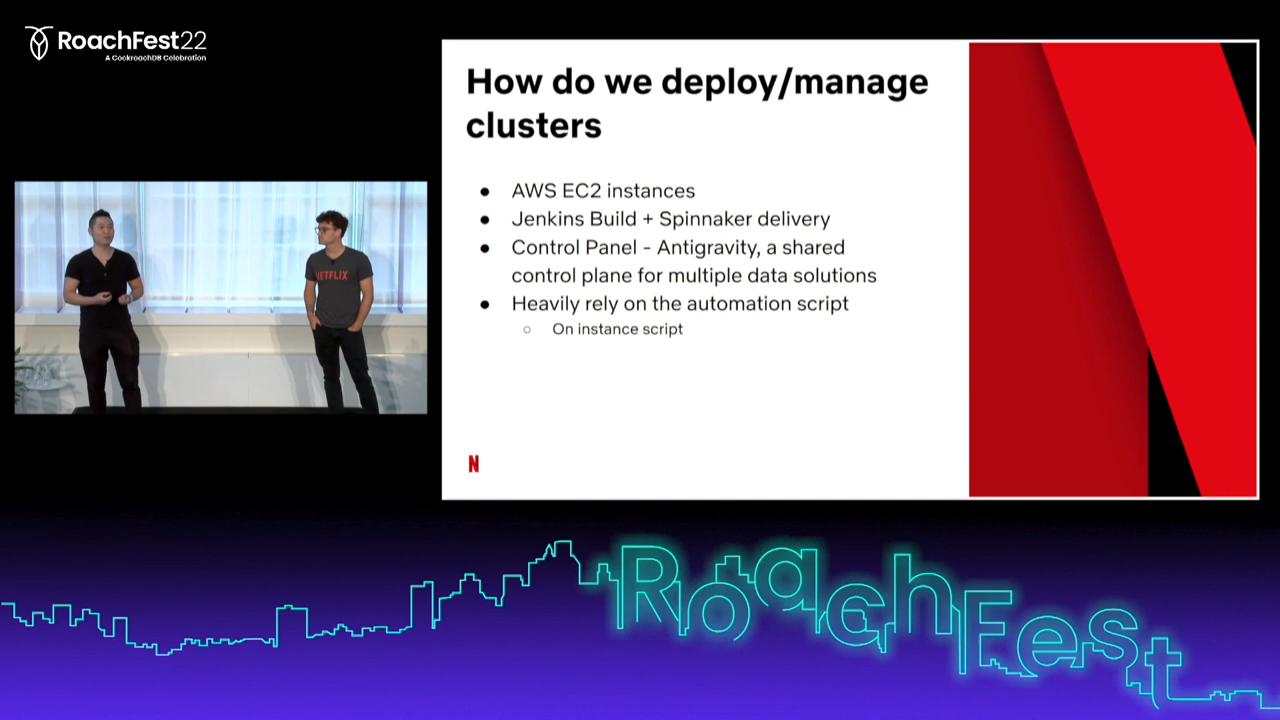 RoachFest22
A CockroachDB Celebration
How do we deploy/manage
clusters
● AWS EC2 instances
● Jenkins Build + Spinnaker delivery
● Control Panel - Antigravity, a shared
control plane for multiple data solutions
● Heavily rely on the automation script
○ On instance script
NETFLIX
N
RoachFest